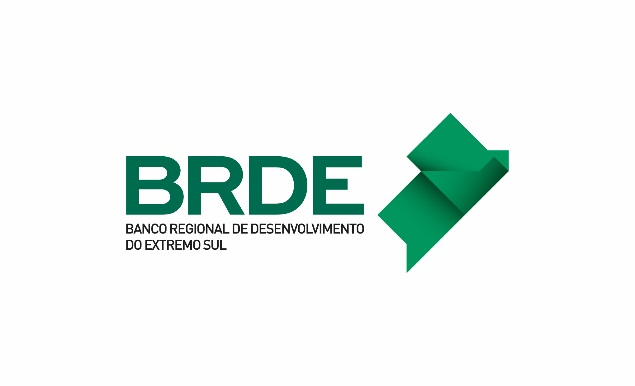 BRDE
BANCO REGIONAL DE DESENVOLVIMENTO
DO EXTREMO SUL